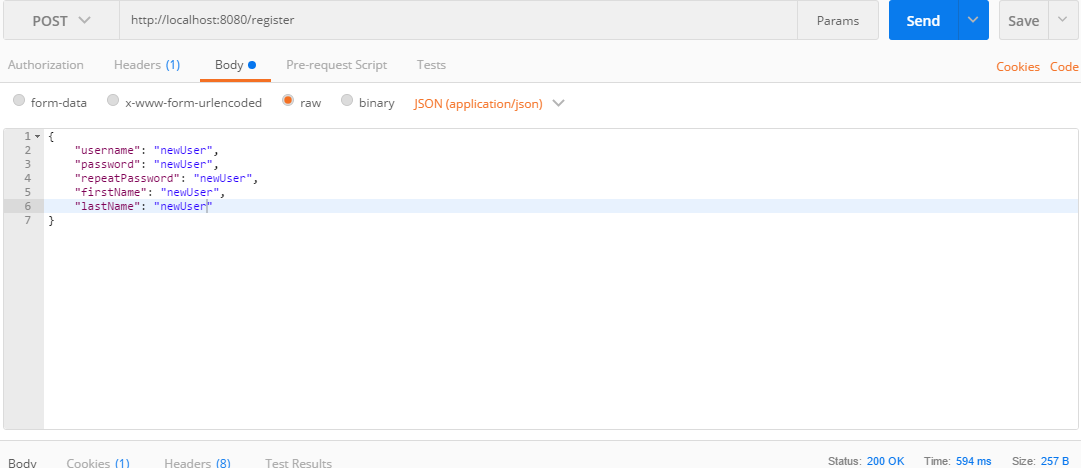 POST http://localhost:8080/register Params Send Save
Authorization Headers (1) Body Pre-request Script Tests Cookies Code
form-data x-www-form-urlencoded raw binary JSON (application/json)
1 {
2 "username": "newUser",
3 "password": "newUser",
4 "repeatPassword": "newUser",
5 "firstName": "newUser",
6 "lastName": "newUser"
7 }
Body Cookies (1) Headers (8) Test Results Status: 200 OK Time: 594 ms Size: 257 B